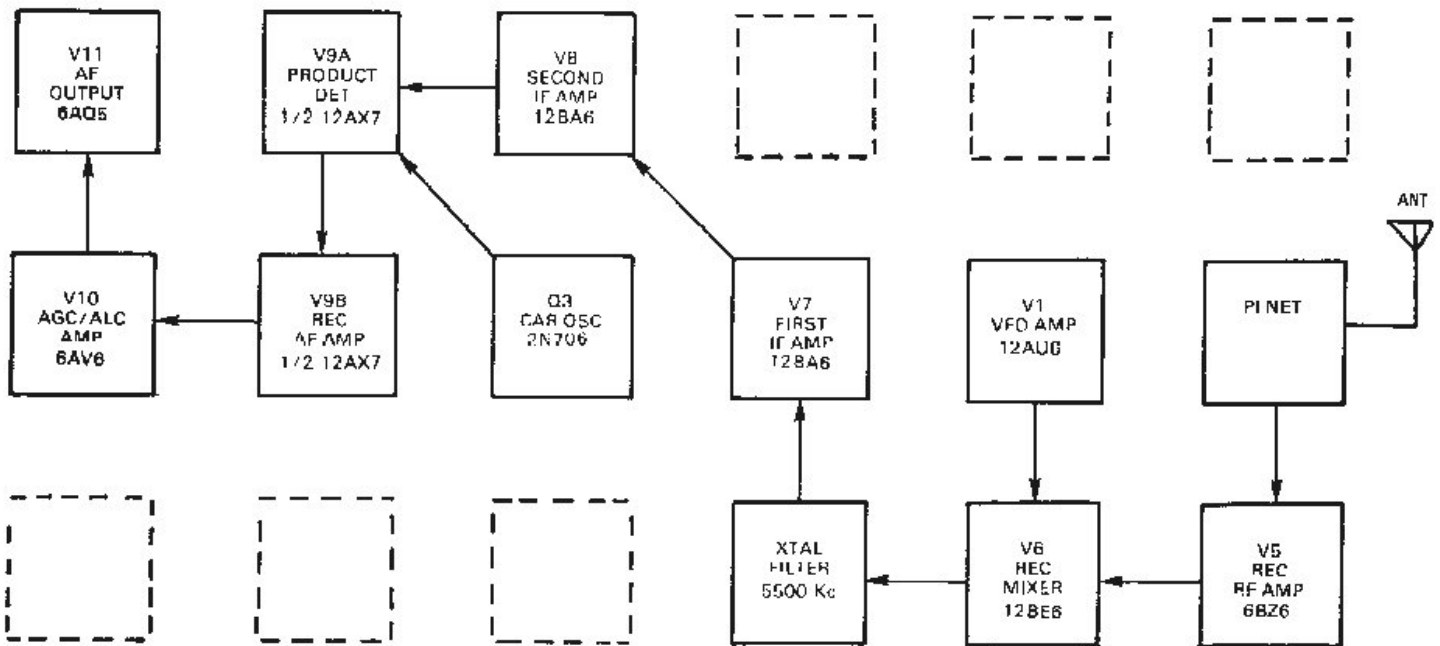 V11
AF
OUTPUT
6AQ5
V9A
PRODUCT
DET
1/2 12AX7
V8
SECOND
IF AMP
12BA6
ANT
V10
AGC/ALC
AMP
6AV6
V9B
REC
AF AMP
1/2 12AX7
Q3
CAR OSC
2N706
V7
FIRST
IF AMP
12BA6
V1
VFO AMP
12AU6
PI NET
XTAL
FILTER
5500 Kc
V6
REC
MIXER
12BE6
V5
REC
RF AMP
6BZ6